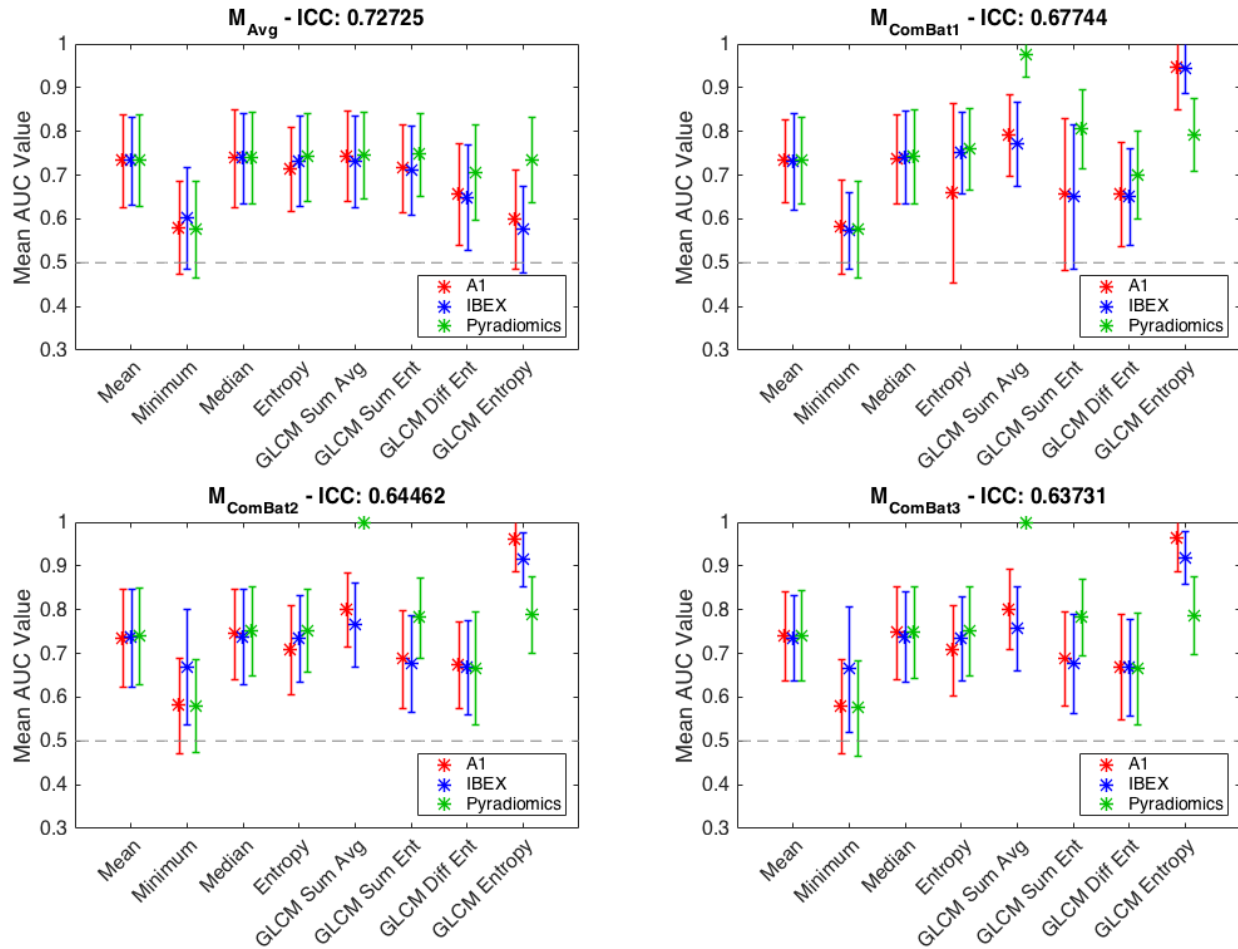 M_Avg - ICC: 0.72725
Mean AUC Value
1
0.9
0.8
0.7
0.6
0.5
0.4
0.3
A1
IBEX
Pyradiomics
Mean
Minimum
Median
Entropy
GLCM Sum Avg
GLCM Sum Ent
GLCM Diff Ent
GLCM Entropy
M_ComBat1 - ICC: 0.67744
Mean AUC Value
1
0.9
0.8
0.7
0.6
0.5
0.4
0.3
A1
IBEX
Pyradiomics
Mean
Minimum
Median
Entropy
GLCM Sum Avg
GLCM Sum Ent
GLCM Diff Ent
GLCM Entropy
M_ComBat2 - ICC: 0.64462
Mean AUC Value
1
0.9
0.8
0.7
0.6
0.5
0.4
0.3
A1
IBEX
Pyradiomics
Mean
Minimum
Median
Entropy
GLCM Sum Avg
GLCM Sum Ent
GLCM Diff Ent
GLCM Entropy
M_ComBat3 - ICC: 0.63731
Mean AUC Value
1
0.9
0.8
0.7
0.6
0.5
0.4
0.3
A1
IBEX
Pyradiomics
Mean
Minimum
Median
Entropy
GLCM Sum Avg
GLCM Sum Ent
GLCM Diff Ent
GLCM Entropy